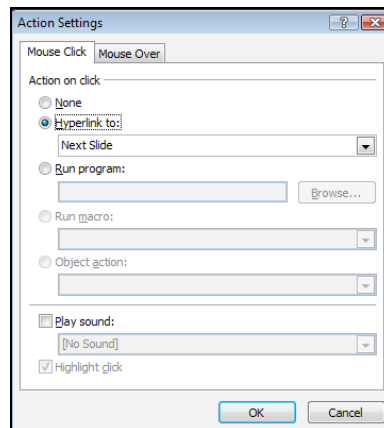 Action Settings
Mouse Click Mouse Over
Action on click
None
Hyperlink to:
Next Slide
Run program:
Browse...
Run macro:
Object action:
Play sound:
[No Sound]
Highlight click
OK Cancel